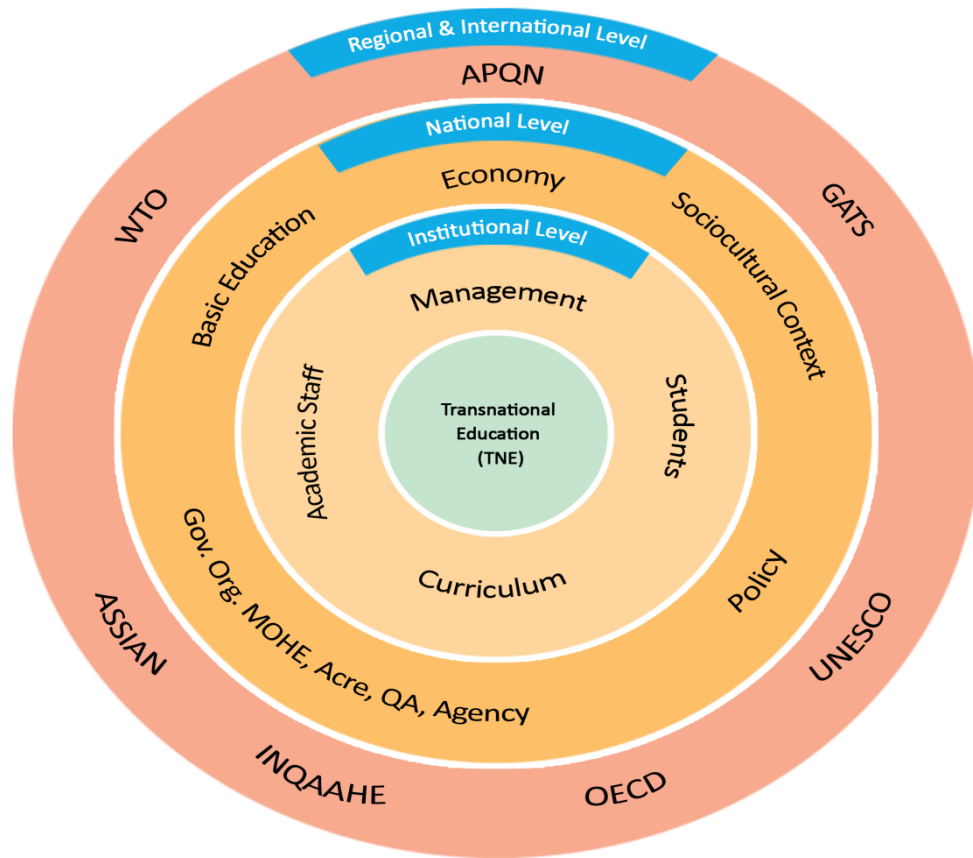 Regional & International Level
APQN
WTO
GATS
ASSIAN
UNESCO
INQAAHE
OECD
National Level
Economy
Basic Education
Sociocultural Context
Gov. Org. MOHE, Acre, QA, Agency
Policy
Institutional Level
Management
Academic Staff
Students
Curriculum
Transnational
Education
(TNE)